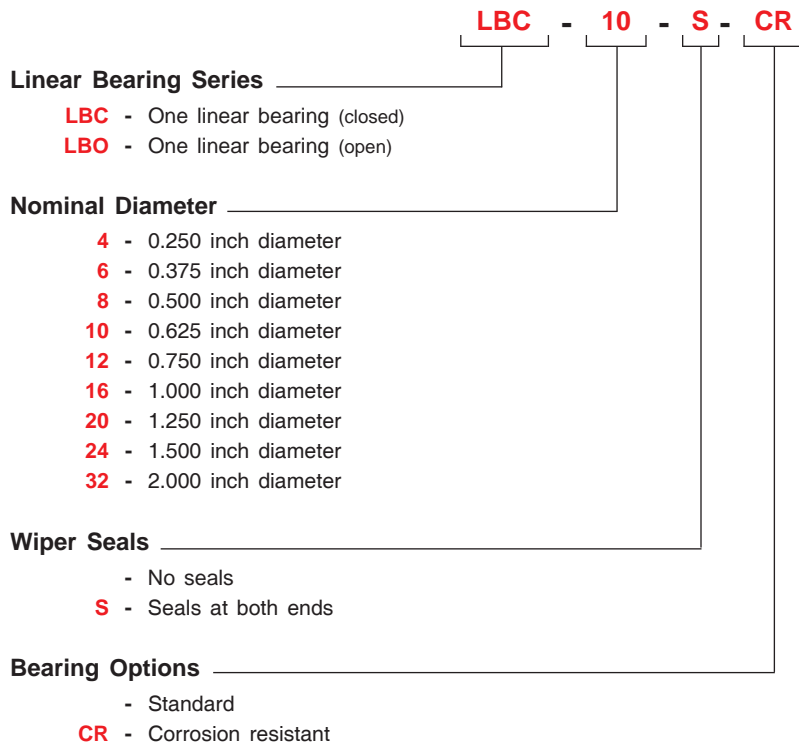 LBC - 10 - S - CR
Linear Bearing Series
LBC - One linear bearing (closed)
LBO - One linear bearing (open)
Nominal Diameter
4 - 0.250 inch diameter
6 - 0.375 inch diameter
8 - 0.500 inch diameter
10 - 0.625 inch diameter
12 - 0.750 inch diameter
16 - 1.000 inch diameter
20 - 1.250 inch diameter
24 - 1.500 inch diameter
32 - 2.000 inch diameter
Wiper Seals
- No seals
S - Seals at both ends
Bearing Options
- Standard
CR - Corrosion resistant